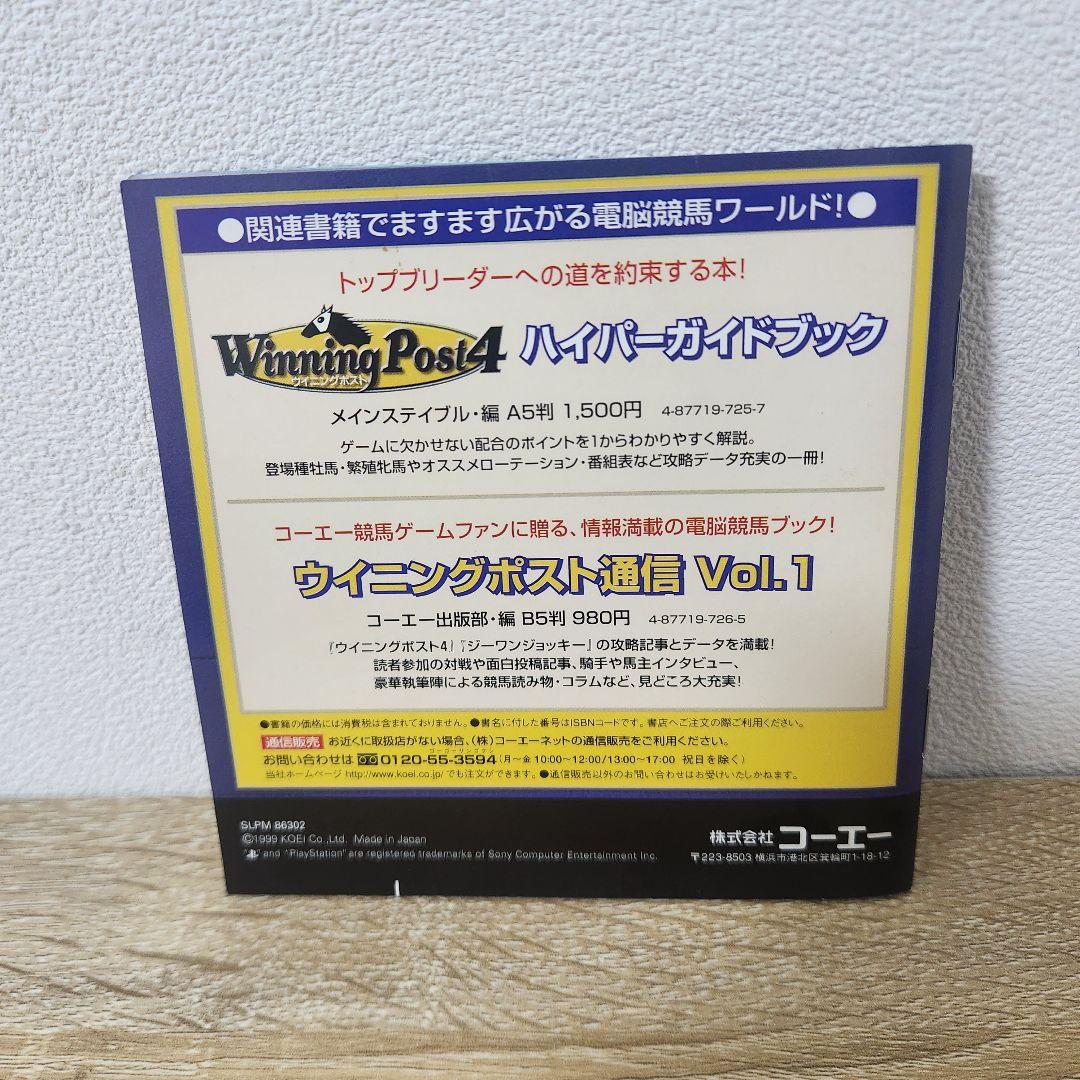 ●関連書籍でますます広がる電脳競馬ワールド!●
トップブリーダーへの道を約束する本!
Winning Post 4 ハイパーガイドブック
ウイニングポスト
メインステイブル・編 A5判 1,500円 4-87719-725-7
ゲームに欠かせない配合のポイントを1からわかりやすく解説。
登場種牡馬・繁殖牝馬やオススメローテーション・番組表など攻略データ充実の一冊!
コーエー競馬ゲームファンに贈る、情報満載の電脳競馬ブック!
ウイニングポスト通信 Vol.1
コーエー出版部・編 B5判 980円 4-87719-726-5
『ウイニングポスト4』『ジーワンジョッキー』の攻略記事とデータを満載!
読者参加の対戦や面白投稿記事、騎手や馬主インタビュー、
豪華執筆陣による競馬読み物・コラムなど、見どころ大充実!
●書籍の価格には消費税は含まれておりません。●書名に付した番号はISBNコードです。書店へご注文の際ご利用ください。
通信販売 お近くに取扱店がない場合、(株)コーエーネットの通信販売をご利用ください。
お問い合わせは 0120-55-3594 (月〜金 10:00〜12:00/13:00〜17:00 祝日を除く)
当社ホームページ http://www.koei.co.jp/ でも注文ができます。●通信販売以外のお問い合わせはお受けいたしかねます。
SLPM 86302
©1999 KOEI Co.,Ltd. Made in Japan
" " and "PlayStation" are registered trademarks of Sony Computer Entertainment Inc.
株式会社 コーエー
〒223-8503 横浜市港北区箕輪町1-18-12